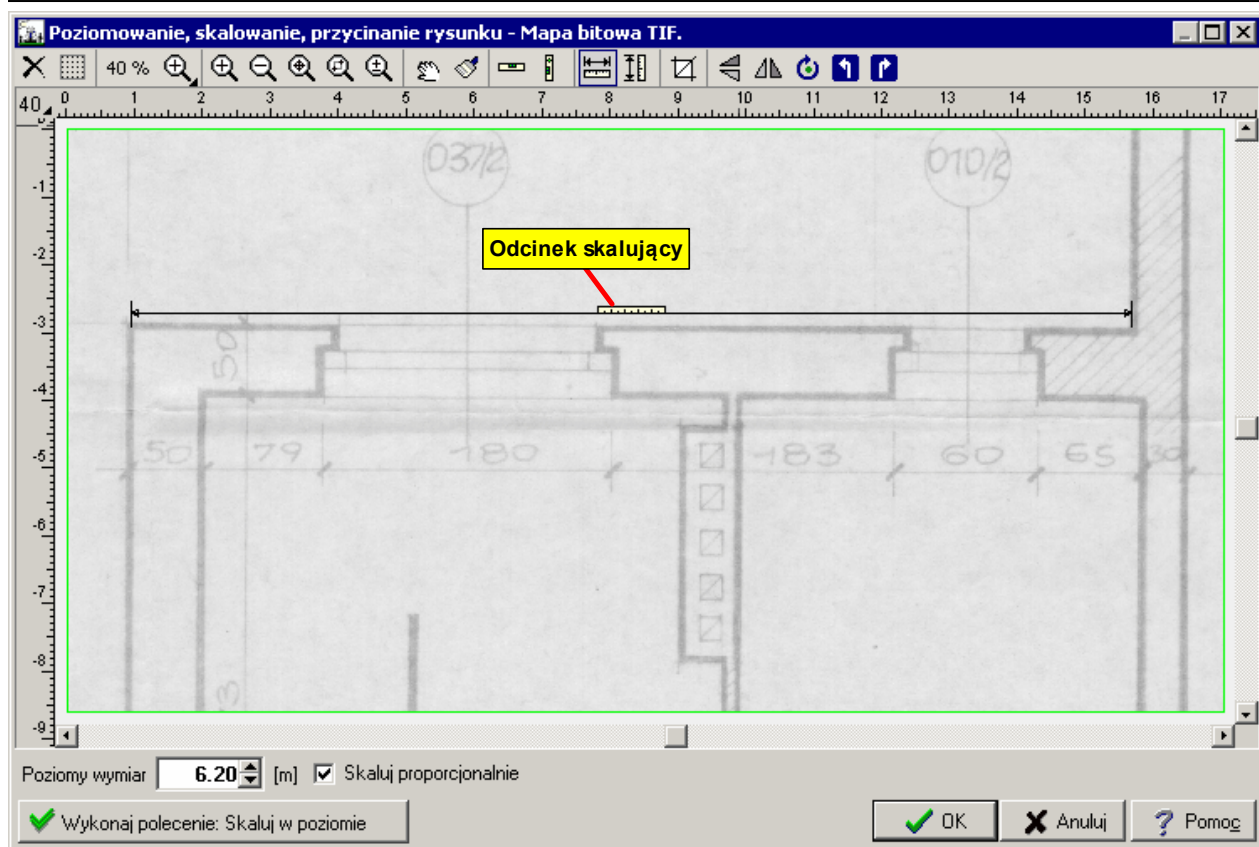 Poziomowanie, skalowanie, przycinanie rysunku - Mapa bitowa TIF.
40 %
40 0 1 2 3 4 5 6 7 8 9 10 11 12 13 14 15 16 17
037/2 010/2
-1
Odcinek skalujący
-2
-3
50
-4
50 79 180 183 60 65 30
-5
-6
-7
-8
3
-9
Poziomy wymiar 6.20 [m] Skaluj proporcjonalnie
Wykonaj polecenie: Skaluj w poziomie OK Anuluj Pomoc